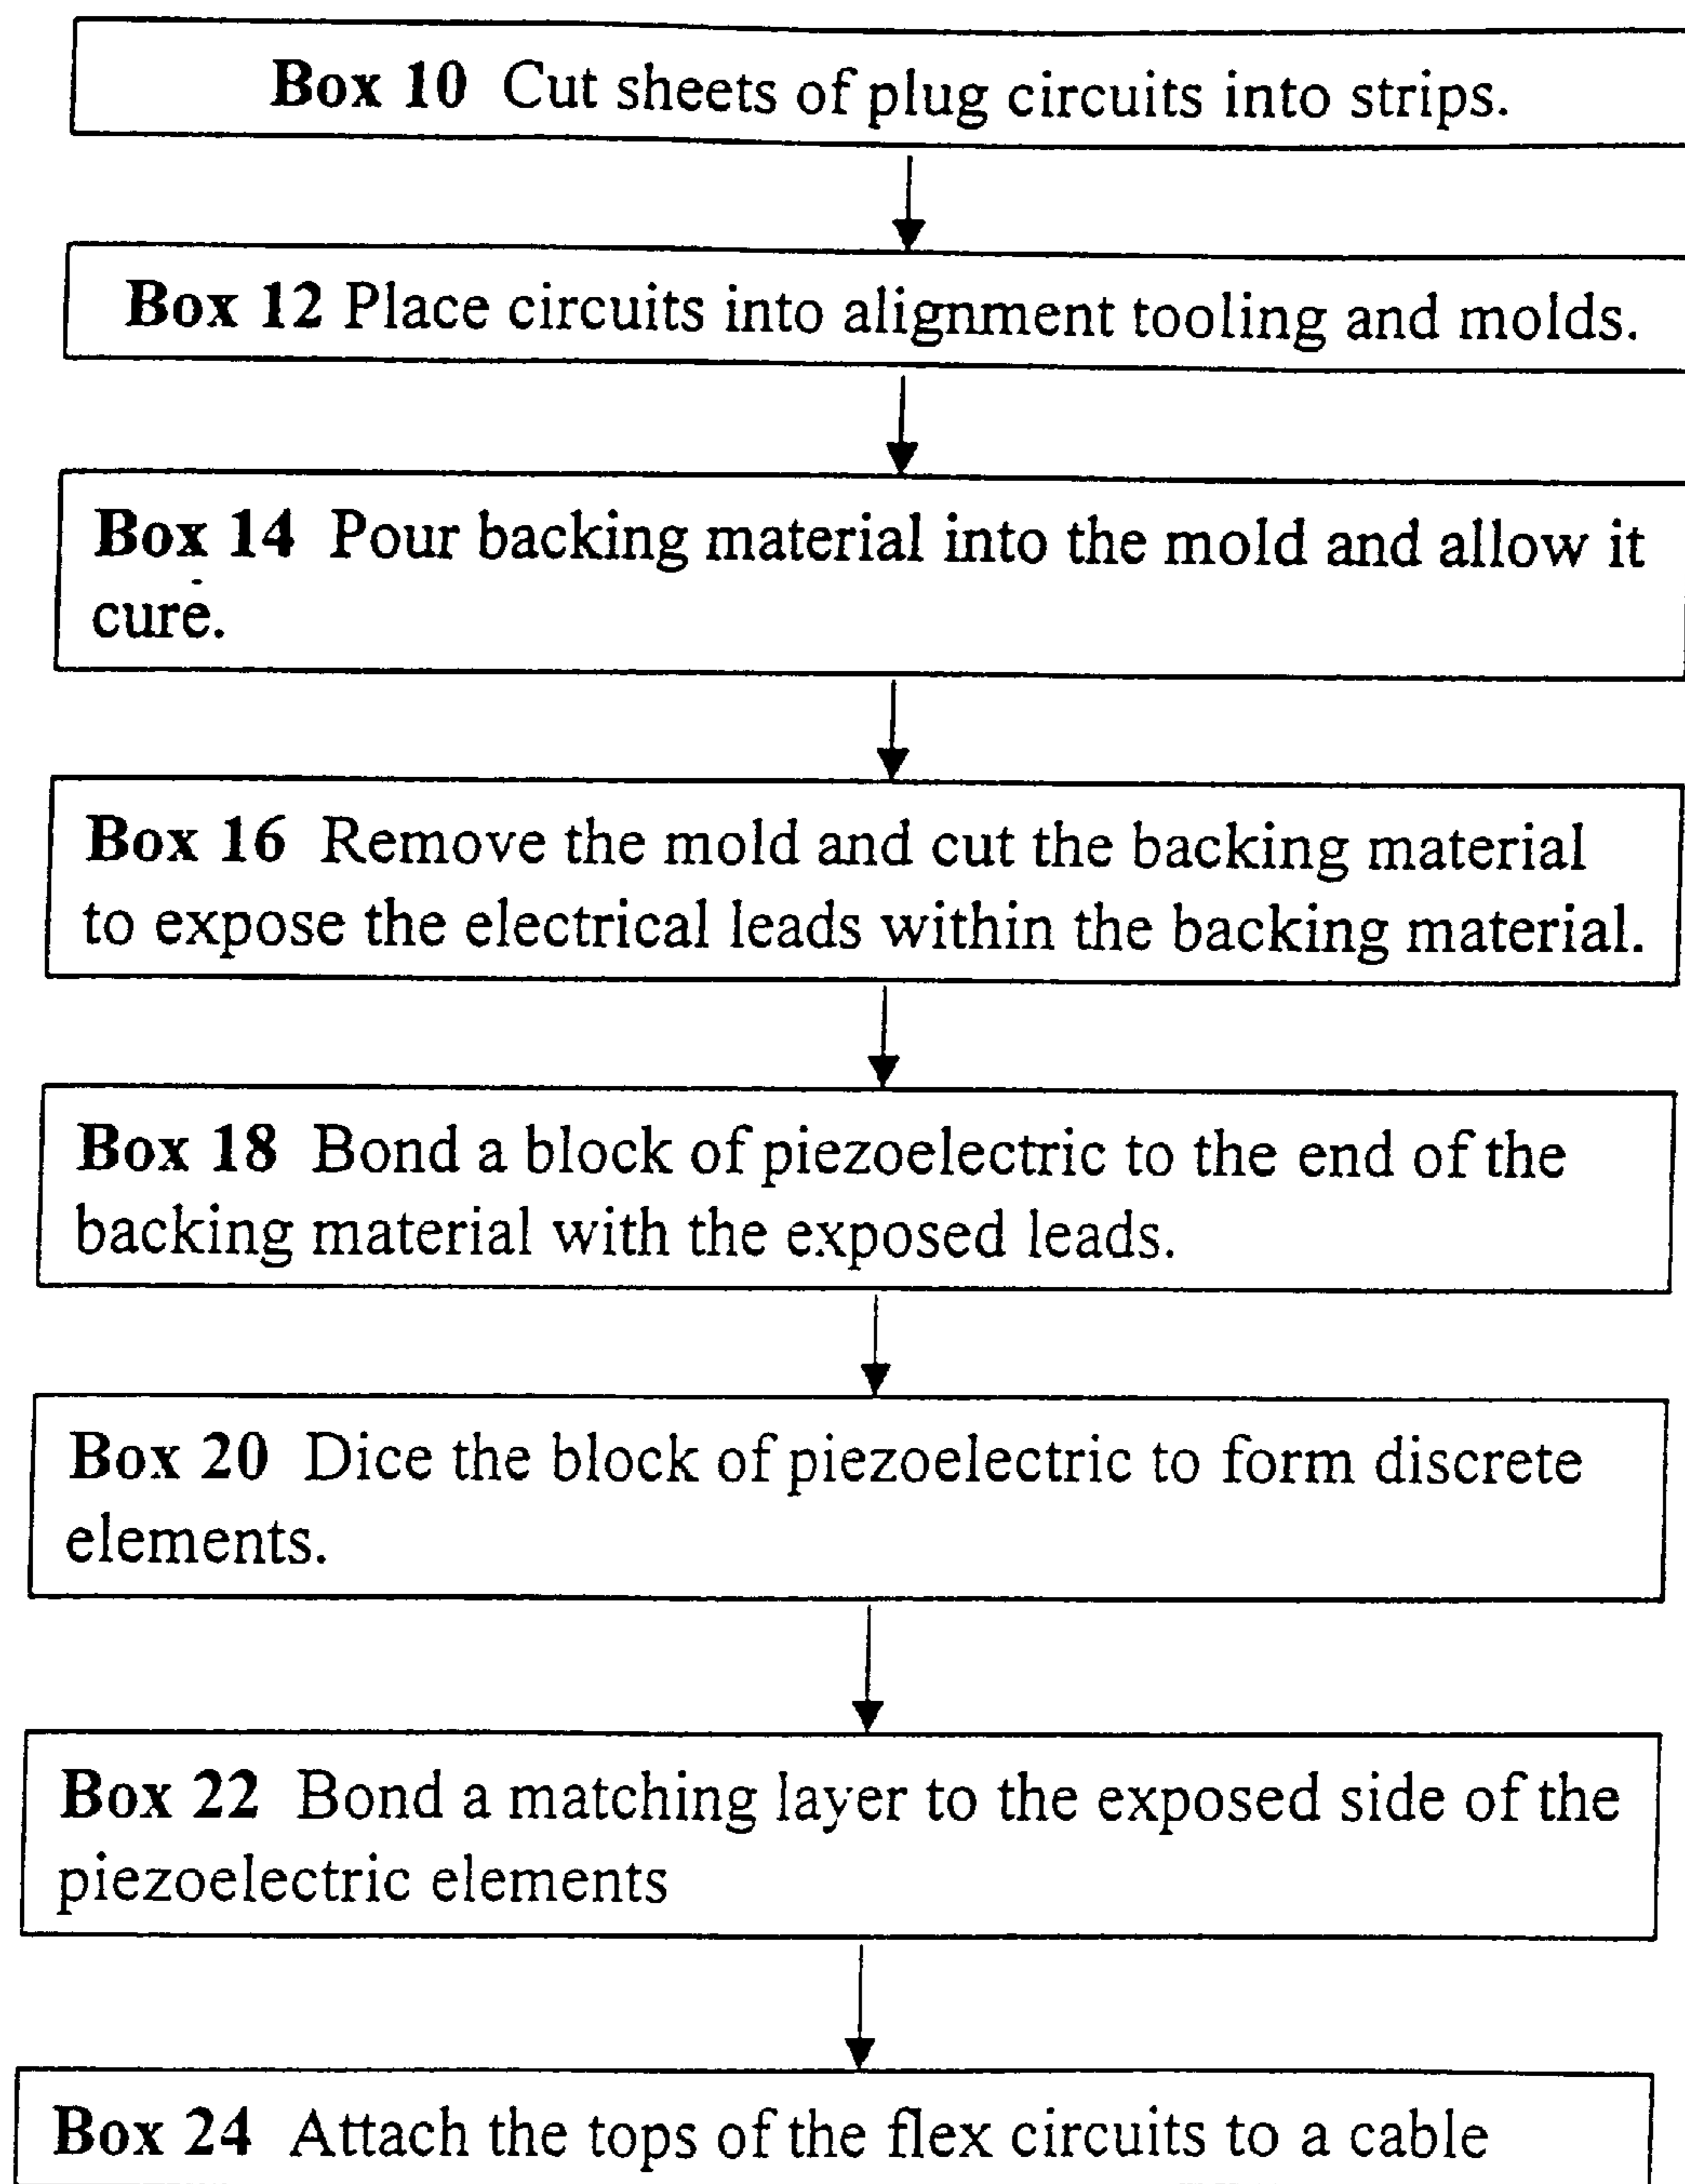 Box 10 Cut sheets of plug circuits into strips.
Box 12 Place circuits into alignment tooling and molds.
Box 14 Pour backing material into the mold and allow it
cure.
Box 16 Remove the mold and cut the backing material
to expose the electrical leads within the backing material.
Box 18 Bond a block of piezoelectric to the end of the
backing material with the exposed leads.
Box 20 Dice the block of piezoelectric to form discrete
elements.
Box 22 Bond a matching layer to the exposed side of the
piezoelectric elements
Box 24 Attach the tops of the flex circuits to a cable